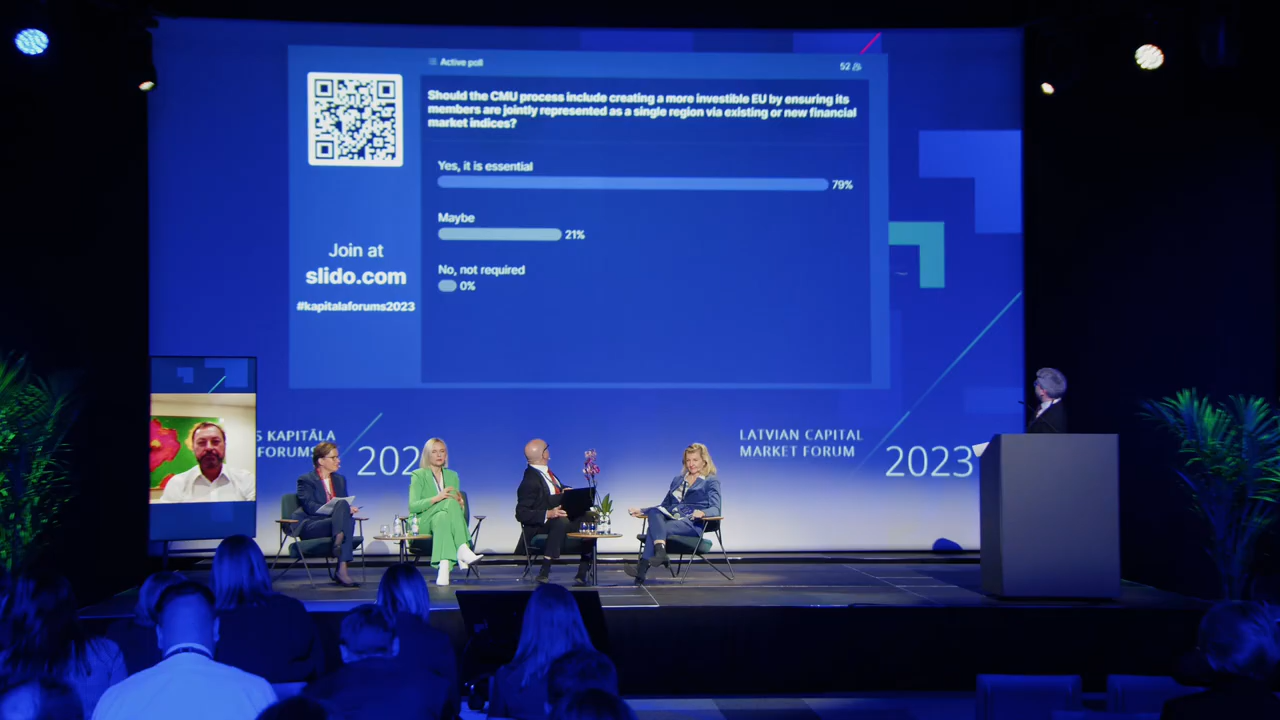 Active poll
52
Should the CMU process include creating a more investible EU by ensuring its
members are jointly represented as a single region via existing or new financial
market indices?
Yes, it is essential
79%
Maybe
21%
No, not required
0%
Join at
slido.com
#kapitalaforums2023
S KAPITĀLA
FORUMS
202
LATVIAN CAPITAL
MARKET FORUM
2023